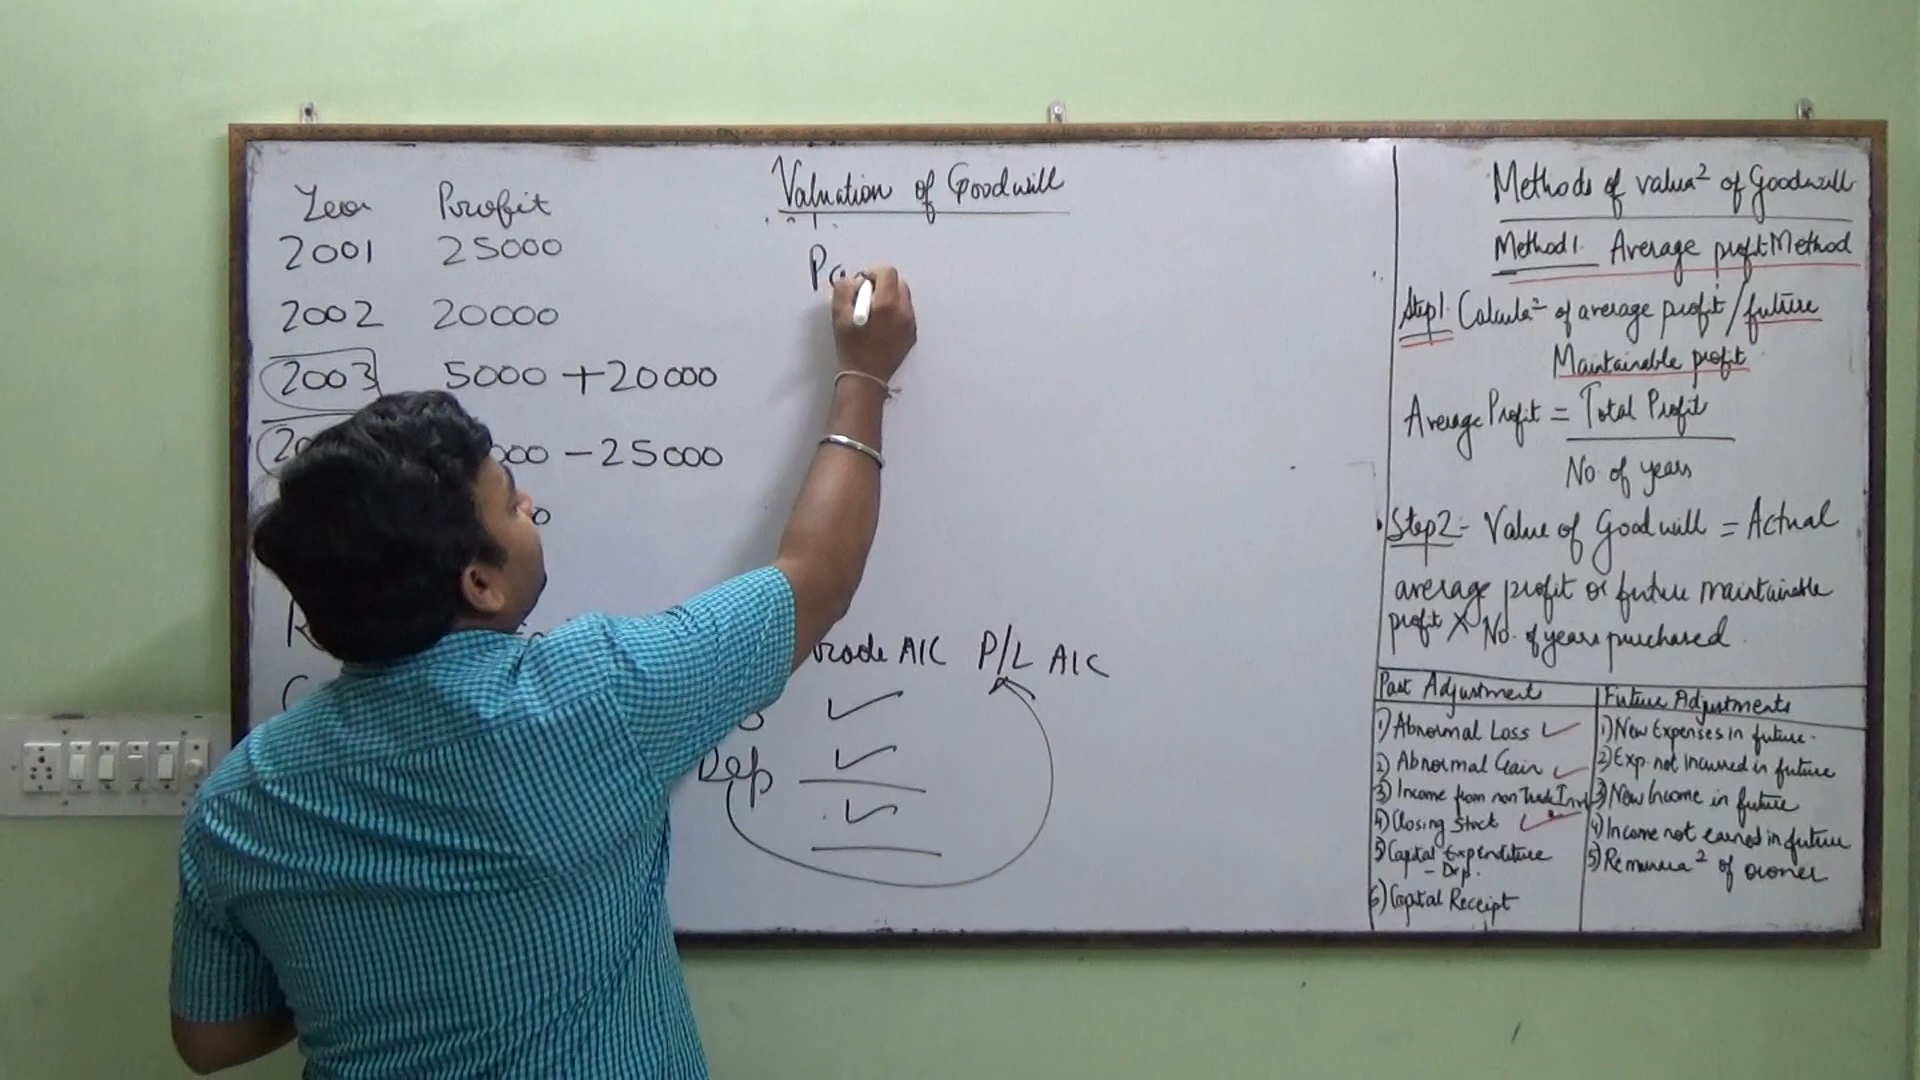 Valuation of Goodwill
Year Profit
2001 25000
2002 20000
2003 5000 +20000
000 - 25000
Trade A/C P/L A/C
Dep
Methods of valua² of Goodwill
Method 1. Average profit Method
Step1. Calcula² of average profit / future
Maintainable profit
Average Profit = Total Profit
No. of years
Step2:- Value of Goodwill = Actual
average profit or future maintainable
profit X No. of years purchased.
Past Adjustment
1) Abnormal Loss
2) Abnormal Gain
3) Income from non Trade Inv
4) Closing Stock
5) Capital Expenditure
- Dep.
6) Capital Receipt
Future Adjustments
1) New Expenses in future.
2) Exp. not Incurred in future
3) New Income in future
4) Income not earned in future
5) Remunera² of owner